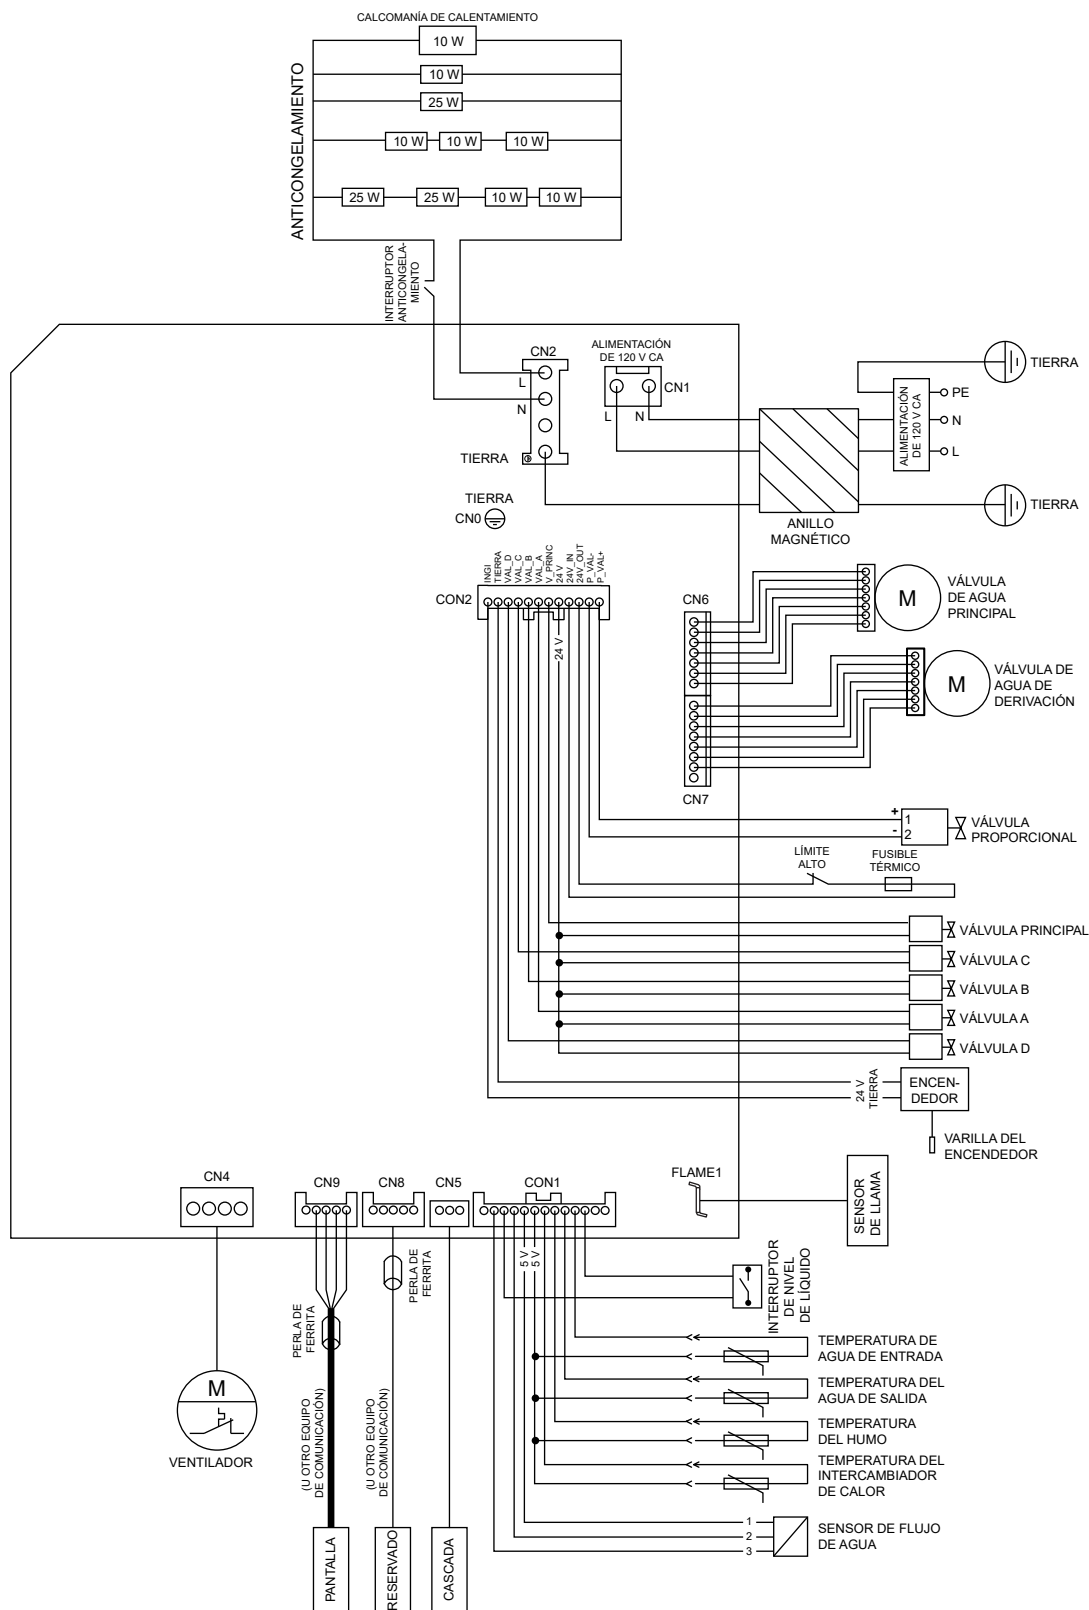 CALCOMANÍA DE CALENTAMIENTO
10 W
10 W
25 W
10 W 10 W 10 W
25 W 25 W 10 W 10 W
ANTICONGELAMIENTO
INTERRUPTOR
ANTICONGELA-
MIENTO
CN2
L
N
TIERRA
ALIMENTACIÓN
DE 120 V CA
CN1
L N
ANILLO
MAGNÉTICO
ALIMENTACIÓN
DE 120 V CA
PE
N
L
TIERRA
TIERRA
TIERRA
CN0
CON2
INGI
TIERRA
VAL_D
VAL_C
VAL_B
VAL_A
V_PRINC
24 V
24V_IN
24V_OUT
P_VAL-
P_VAL+
24 V
CN6
M
VÁLVULA
DE AGUA
PRINCIPAL
M
VÁLVULA DE
AGUA DE
DERIVACIÓN
CN7
+
-
1
2
VÁLVULA
PROPORCIONAL
LÍMITE
ALTO
FUSIBLE
TÉRMICO
VÁLVULA PRINCIPAL
VÁLVULA C
VÁLVULA B
VÁLVULA A
VÁLVULA D
24 V
TIERRA
ENCEN-
DEDOR
VARILLA DEL
ENCENDEDOR
FLAME1
SENSOR
DE LLAMA
CN4
CN9
CN8
CN5
CON1
M
VENTILADOR
PERLA DE
FERRITA
(U OTRO EQUIPO
DE COMUNICACIÓN)
PANTALLA
PERLA DE
FERRITA
(U OTRO EQUIPO
DE COMUNICACIÓN)
RESERVADO
CASCADA
5 V
5 V
INTERRUPTOR
DE NIVEL
DE LÍQUIDO
TEMPERATURA DE
AGUA DE ENTRADA
TEMPERATURA DEL
AGUA DE SALIDA
TEMPERATURA
DEL HUMO
TEMPERATURA DEL
INTERCAMBIADOR
DE CALOR
1
2
3
SENSOR DE FLUJO
DE AGUA